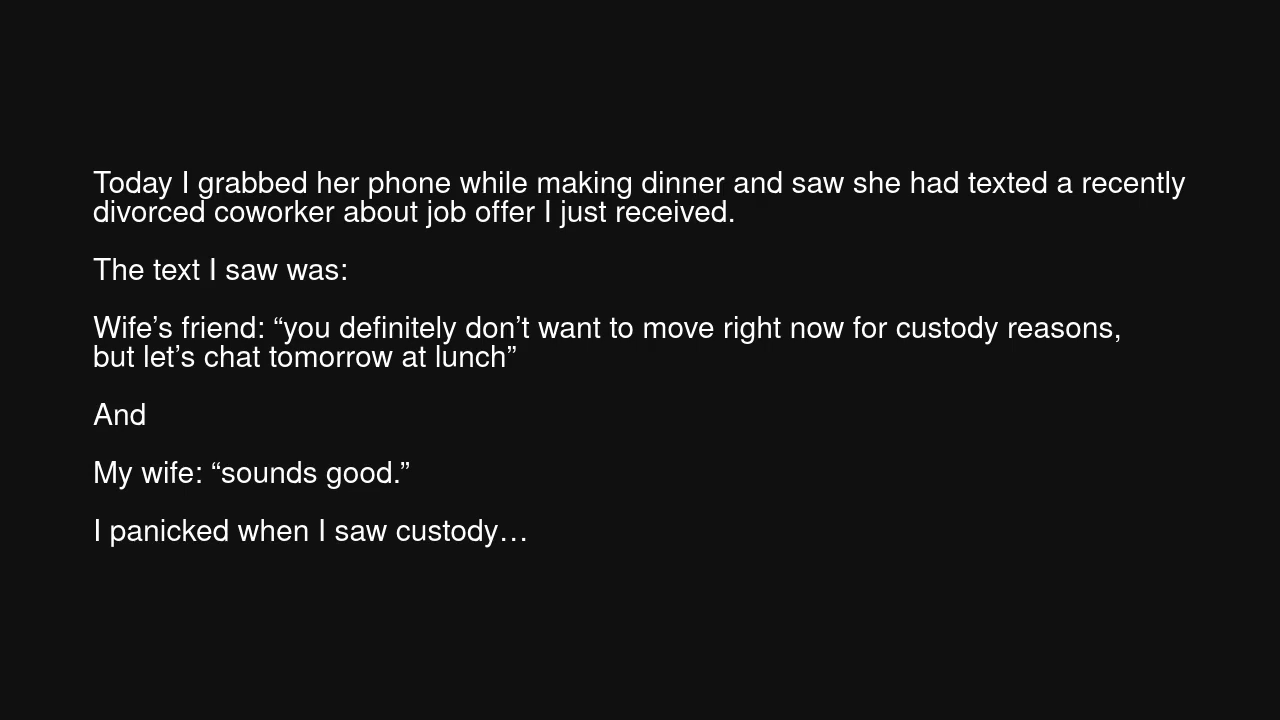 Today I grabbed her phone while making dinner and saw she had texted a recently
divorced coworker about job offer I just received.
The text I saw was:
Wife’s friend: “you definitely don’t want to move right now for custody reasons,
but let’s chat tomorrow at lunch”
And
My wife: “sounds good.”
I panicked when I saw custody…